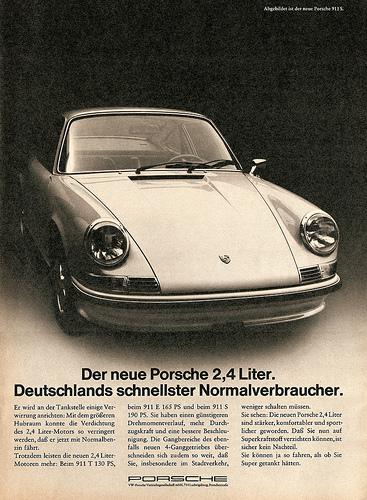 Abgebildet ist der neue Porsche 911 S.
Der neue Porsche 2,4 Liter.
Deutschlands schnellster Normalverbraucher.
Er wird an der Tankstelle einige Ver-
wirrung anrichten: Mit dem größeren
Hubraum konnte die Verdichtung
des 2,4 Liter-Motors so verringert
werden, daß er jetzt mit Normalben-
zin fährt.
Trotzdem leisten die neuen 2,4 Liter-
Motoren mehr: Beim 911 T 130 PS,
beim 911 E 165 PS und beim 911 S
190 PS. Sie haben einen günstigeren
Drehmomentverlauf, mehr Durch-
zugskraft und eine bessere Beschleu-
nigung. Die Gangbereiche des eben-
falls neuen 4-Ganggetriebes über-
schneiden sich zudem so weit, daß
Sie, insbesondere im Stadtverkehr,
weniger schalten müssen.
Sie sehen: Die neuen Porsche 2,4 Liter
sind stärker, komfortabler und sport-
licher geworden. Daß Sie nun auf
Superkraftstoff verzichten können, ist
sicher kein Nachteil.
Sie können ja so fahren, als ob Sie
Super getankt hätten.
PORSCHE